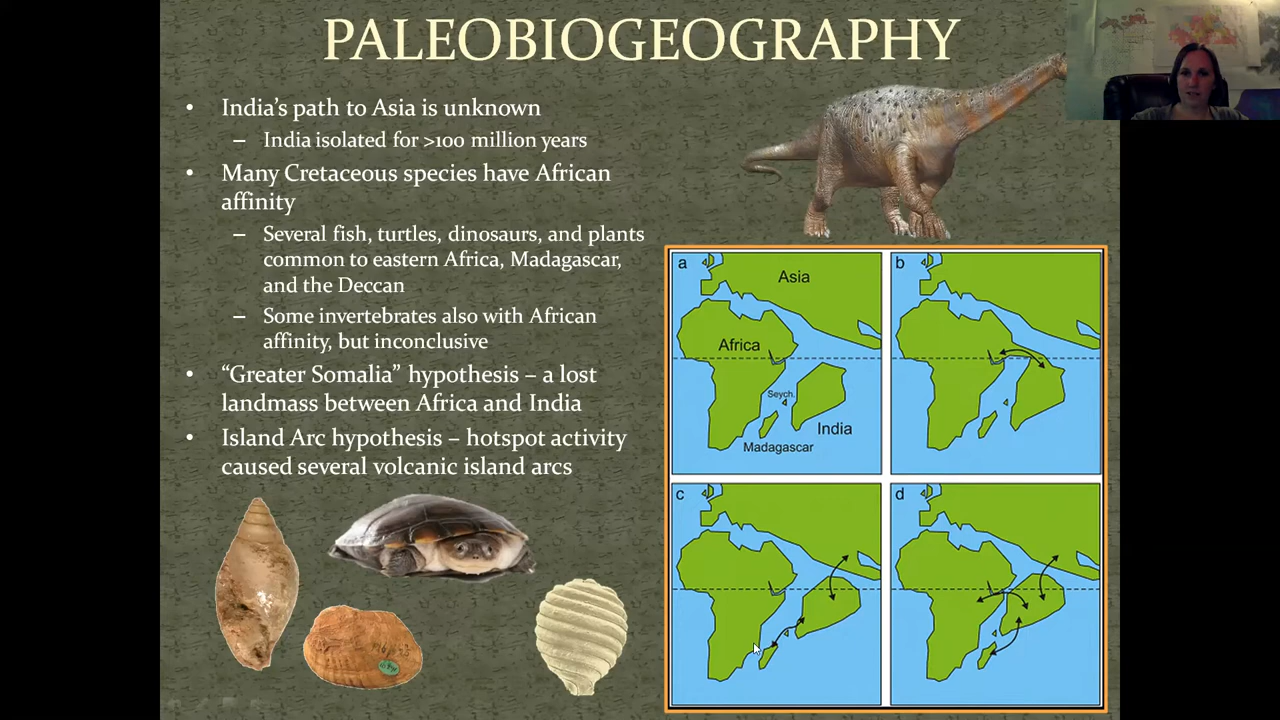 PALEOBIOGEOGRAPHY
• India’s path to Asia is unknown
– India isolated for >100 million years
• Many Cretaceous species have African
affinity
– Several fish, turtles, dinosaurs, and plants
common to eastern Africa, Madagascar,
and the Deccan
– Some invertebrates also with African
affinity, but inconclusive
• “Greater Somalia” hypothesis – a lost
landmass between Africa and India
• Island Arc hypothesis – hotspot activity
caused several volcanic island arcs
a
Asia
Africa
Seych.
India
Madagascar
b
c
d